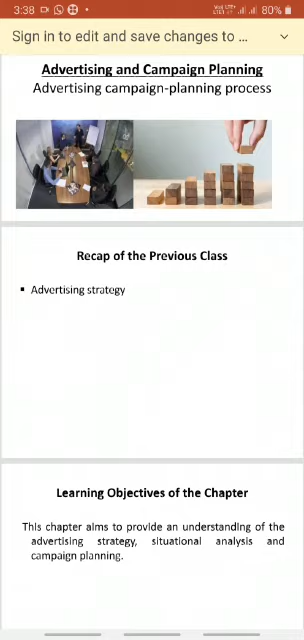 3:38
80%
Sign in to edit and save changes to ...
Advertising and Campaign Planning
Advertising campaign-planning process
Recap of the Previous Class
▪ Advertising strategy
Learning Objectives of the Chapter
This chapter aims to provide an understanding of the
advertising strategy, situational analysis and
campaign planning.